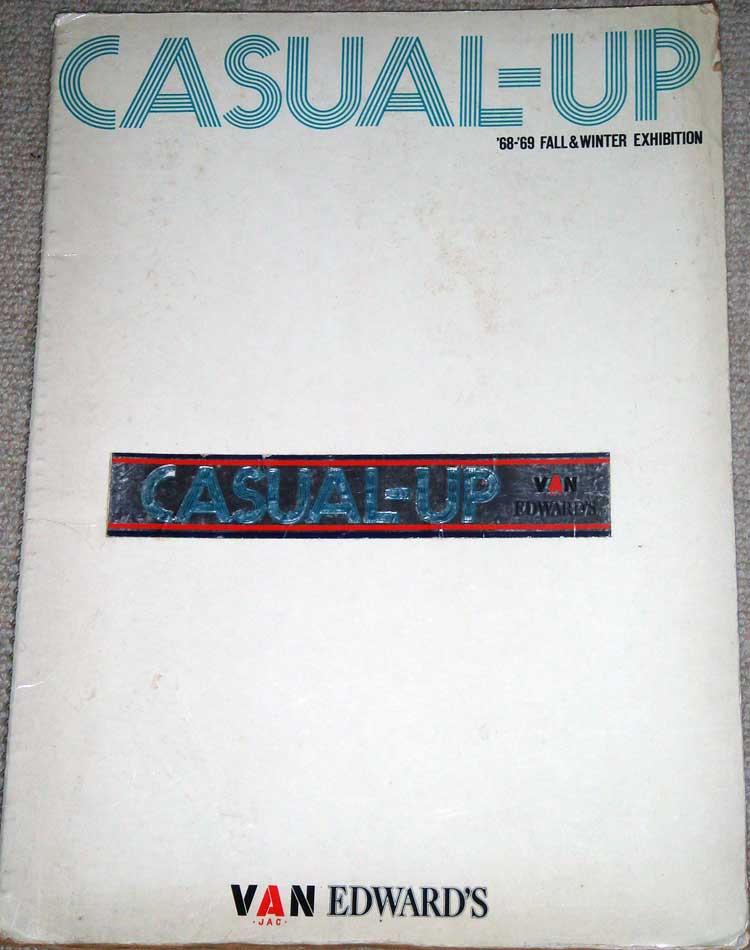 CASUAL-UP
'68-'69 FALL & WINTER EXHIBITION
CASUAL-UP VAN
EDWARD'S
VAN EDWARD'S
·JAC·